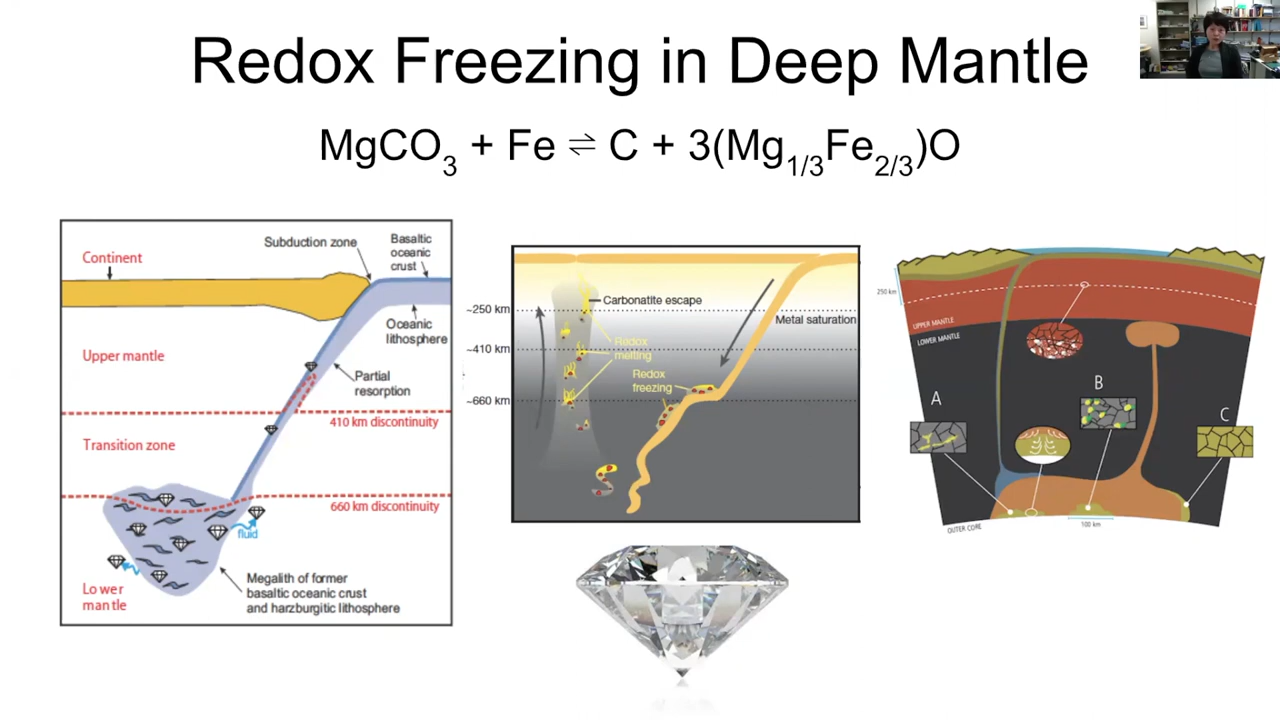 Redox Freezing in Deep Mantle
MgCO3 + Fe ⇌ C + 3(Mg1/3Fe2/3)O
Continent
Subduction zone
Basaltic
oceanic
crust
Oceanic
lithosphere
Upper mantle
Partial
resorption
410 km discontinuity
Transition zone
660 km discontinuity
fluid
Lower
mantle
Megalith of former
basaltic oceanic crust
and harzburgitic lithosphere
Carbonatite escape
~250 km
Metal saturation
Redox
melting
~410 km
Redox
freezing
~660 km
250 km
UPPER MANTLE
LOWER MANTLE
A
B
C
OUTER CORE
100 km